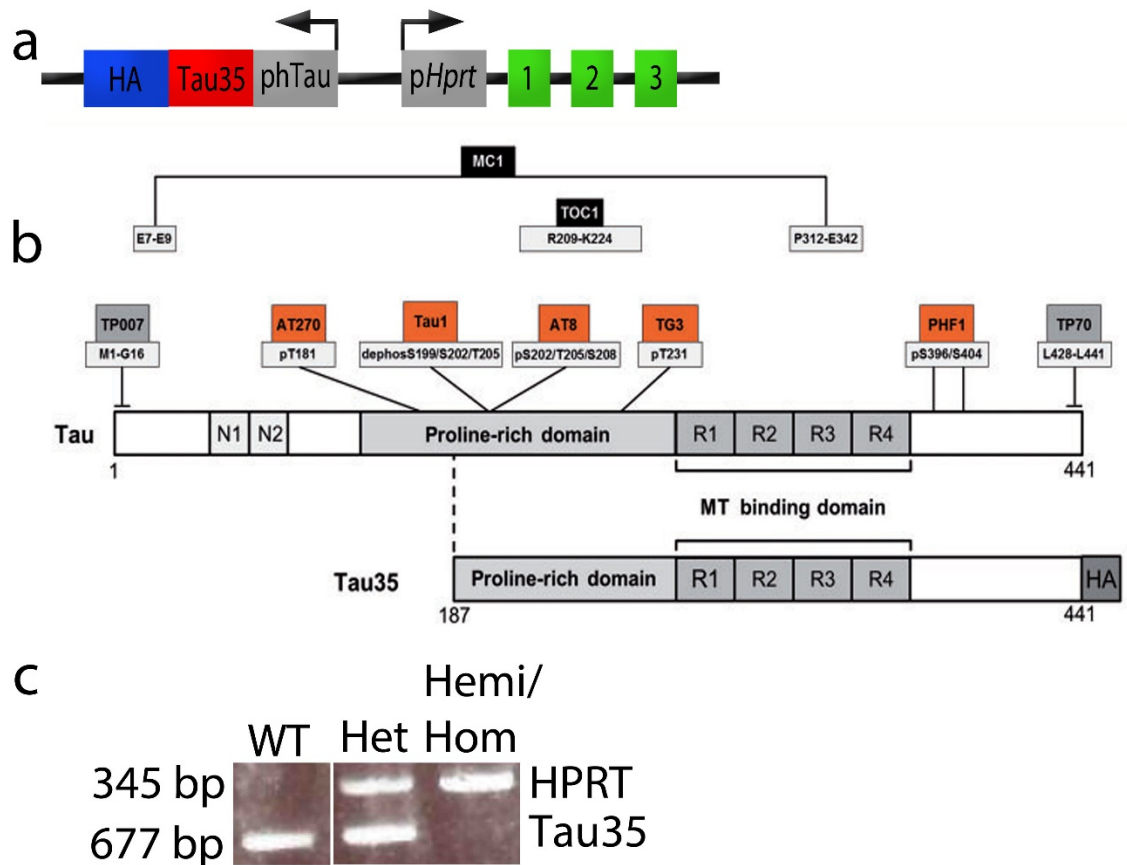 a
HA Tau35 phTau pHprt 1 2 3
MC1
TOC1
E7-E9 R209-K224 P312-E342
b
TP007 AT270 Tau1 AT8 TG3 PHF1 TP70
M1-G16 pT181 dephosS199/S202/T205 pS202/T205/S208 pT231 pS396/S404 L428-L441
Tau N1 N2 Proline-rich domain R1 R2 R3 R4
1 441
MT binding domain
Tau35 Proline-rich domain R1 R2 R3 R4 HA
187 441
c
Hemi/
WT Het Hom
345 bp HPRT
677 bp Tau35